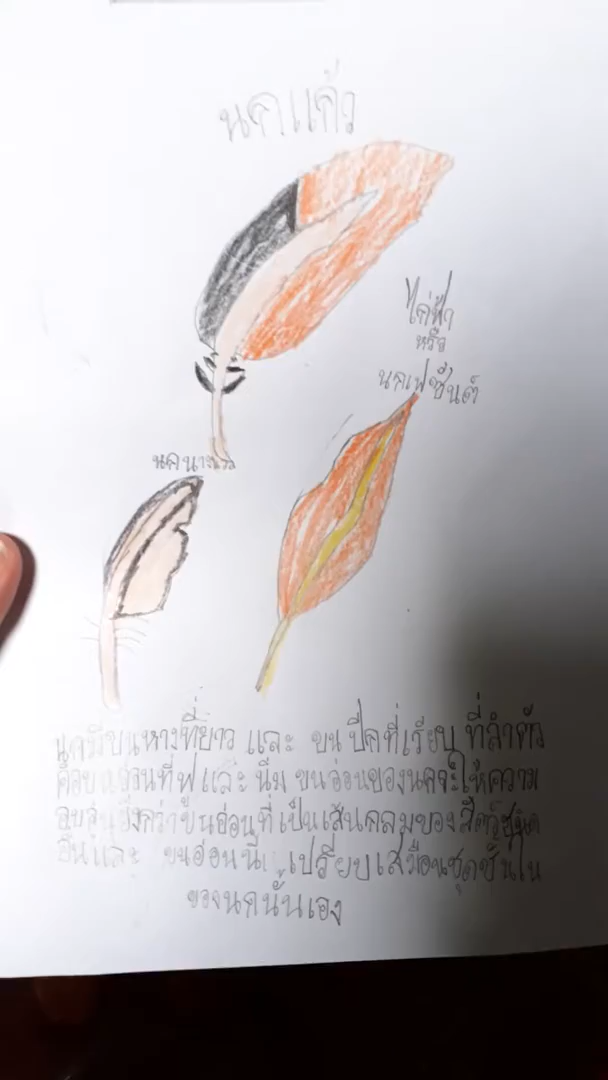 นกแก้ว
ไก่ฟ้า
หรือ
นกเฟซันต์
นกนางนวล
นกมีขนหางที่ยาว และ ขน ปีกที่เรียบ ที่ลำตัว
คือขนอ่อนที่ฟูและ นิ่ม ขนอ่อนของนกจะให้ความ
อบอุ่นยิ่งกว่าขนอ่อนที่เป็นเส้นกลมของสัตว์ชนิด
อื่นและ ขนอ่อนนี้ เปรียบเสมือนชุดชั้นใน
ของนกนั้นเอง